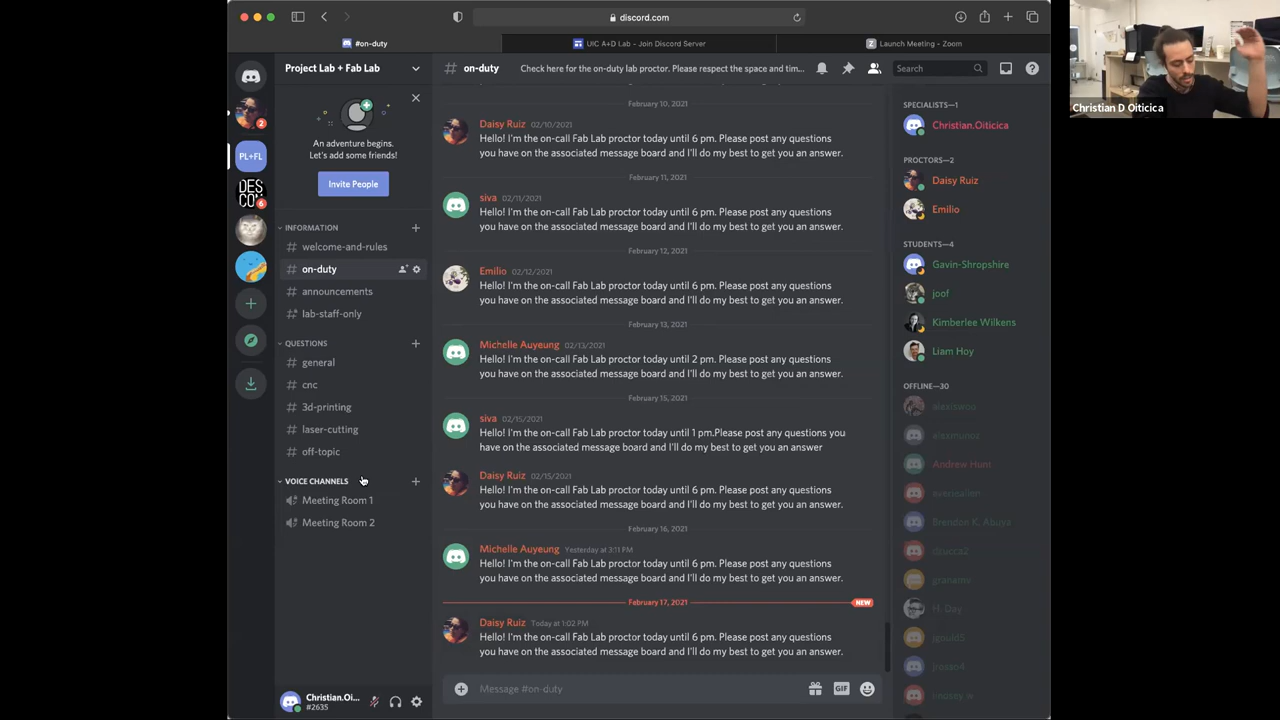 discord.com
#on-duty
UIC A+D Lab - Join Discord Server
Launch Meeting - Zoom
Project Lab + Fab Lab
on-duty
Check here for the on-duty lab proctor. Please respect the space and tim...
Search
2
PL+FL
DES
CON
6
An adventure begins.
Let's add some friends!
Invite People
INFORMATION
welcome-and-rules
on-duty
announcements
lab-staff-only
QUESTIONS
general
cnc
3d-printing
laser-cutting
off-topic
VOICE CHANNELS
Meeting Room 1
Meeting Room 2
Christian.Oi...
#2635
February 10, 2021
Daisy Ruiz 02/10/2021
Hello! I'm the on-call Fab Lab proctor today until 6 pm. Please post any questions
you have on the associated message board and I'll do my best to get you an answer.
February 11, 2021
siva 02/11/2021
Hello! I'm the on-call Fab Lab proctor today until 6 pm. Please post any questions
you have on the associated message board and I'll do my best to get you an answer.
February 12, 2021
Emilio 02/12/2021
Hello! I'm the on-call Fab Lab proctor today until 6 pm. Please post any questions
you have on the associated message board and I'll do my best to get you an answer.
February 13, 2021
Michelle Auyeung 02/13/2021
Hello! I'm the on-call Fab Lab proctor today until 2 pm. Please post any questions
you have on the associated message board and I'll do my best to get you an answer.
February 15, 2021
siva 02/15/2021
Hello! I'm the on-call Fab Lab proctor until 1 pm.Please post any questions you
have on the associated message board and I'll do my best to get you an answer
Daisy Ruiz 02/15/2021
Hello! I'm the on-call Fab Lab proctor today until 6 pm. Please post any questions
you have on the associated message board and I'll do my best to get you an answer.
February 16, 2021
Michelle Auyeung Yesterday at 3:11 PM
Hello! I'm the on-call Fab Lab proctor today until 6 pm. Please post any questions
you have on the associated message board and I'll do my best to get you an answer.
February 17, 2021 NEW
Daisy Ruiz Today at 1:02 PM
Hello! I'm the on-call Fab Lab proctor today until 6 pm. Please post any questions
you have on the associated message board and I'll do my best to get you an answer.
Message #on-duty
GIF
SPECIALISTS—1
Christian.Oiticica
PROCTORS—2
Daisy Ruiz
Emilio
STUDENTS—4
Gavin-Shropshire
joof
Kimberlee Wilkens
Liam Hoy
OFFLINE—30
Andrew Hunt
Brendon K. Abuya
H. Day
jgould5
Christian D Oiticica